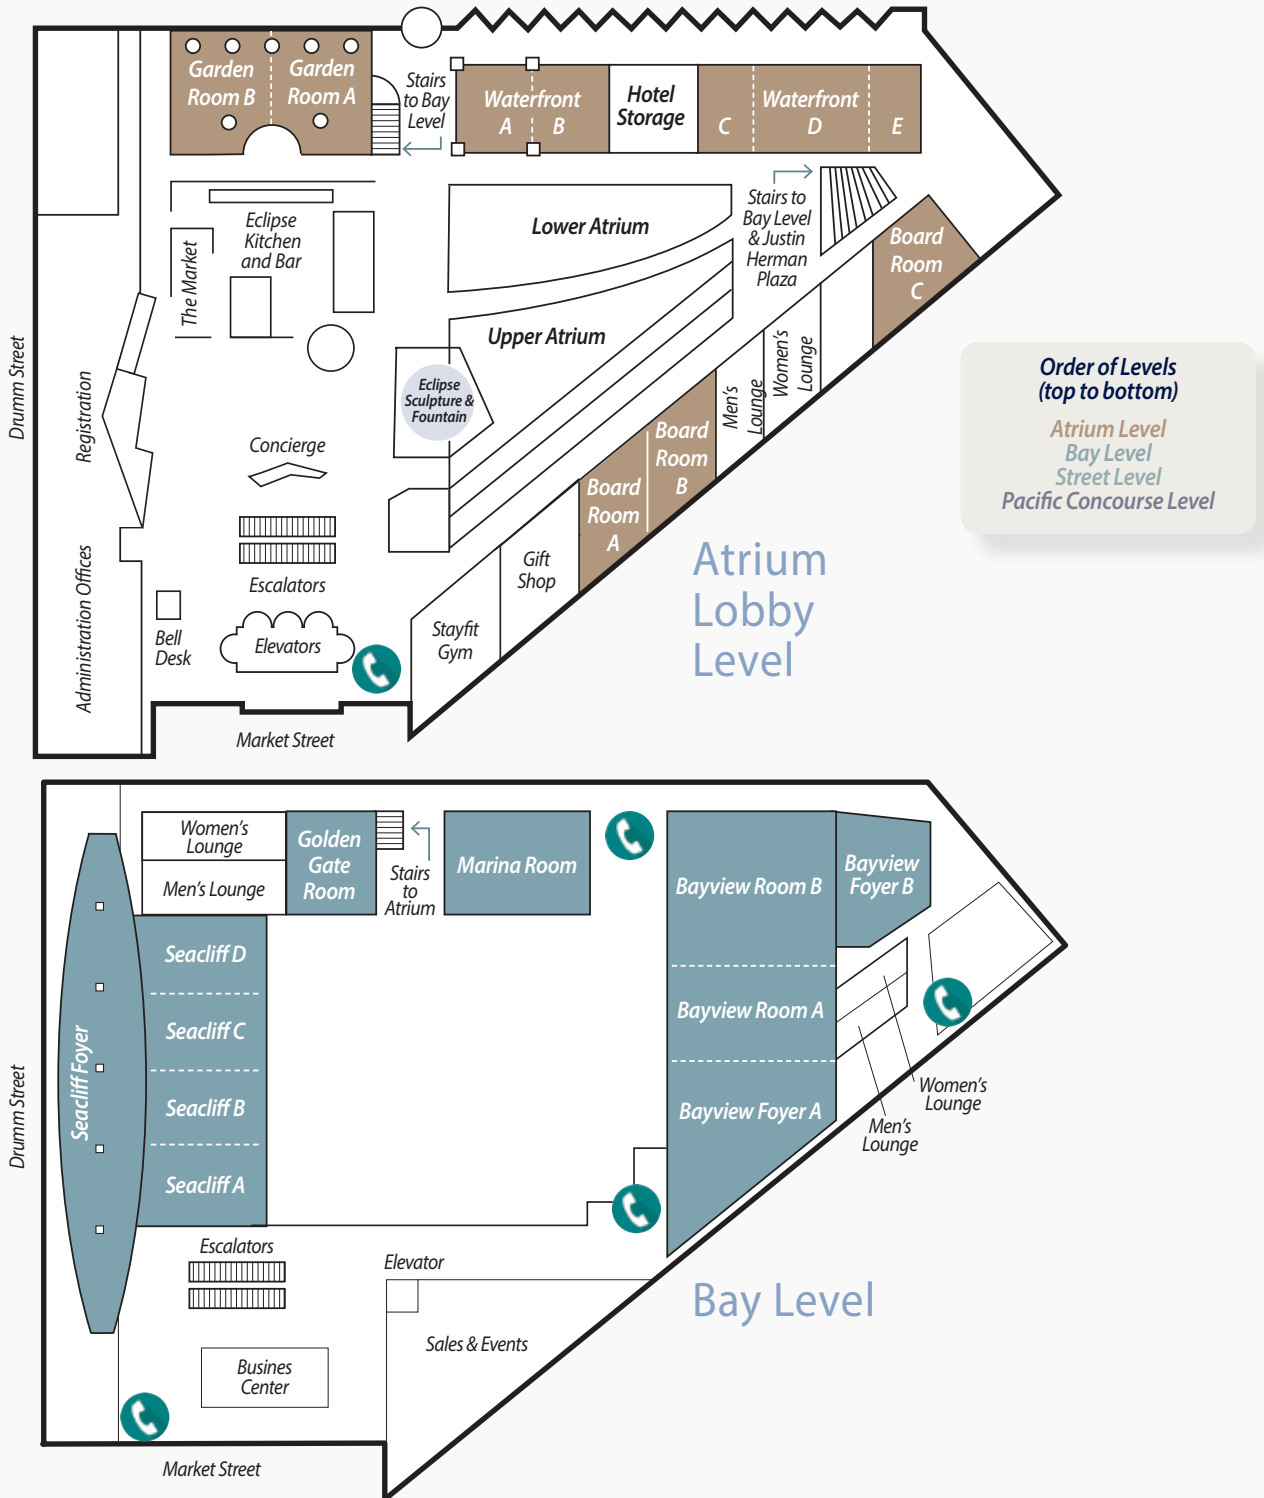 Garden
Room B
Garden
Room A
Stairs
to Bay
Level
Waterfront
A
B
Hotel
Storage
Waterfront
C
D
E
Eclipse
Kitchen
and Bar
The Market
Lower Atrium
Stairs to
Bay Level
& Justin
Herman
Plaza
Board
Room
C
Upper Atrium
Women's
Lounge
Men's
Lounge
Drumm Street
Registration
Eclipse
Sculpture &
Fountain
Order of Levels
(top to bottom)
Atrium Level
Bay Level
Street Level
Pacific Concourse Level
Concierge
Board
Room
B
Board
Room
A
Gift
Shop
Escalators
Administration Offices
Bell
Desk
Elevators
Stayfit
Gym
Atrium
Lobby
Level
Market Street
Women's
Lounge
Men's Lounge
Golden
Gate
Room
Stairs
to
Atrium
Marina Room
Bayview Room B
Bayview
Foyer B
Seacliff D
Seacliff C
Seacliff B
Seacliff A
Seacliff Foyer
Drumm Street
Bayview Room A
Bayview Foyer A
Women's
Lounge
Men's
Lounge
Escalators
Elevator
Sales & Events
Busines
Center
Bay Level
Market Street